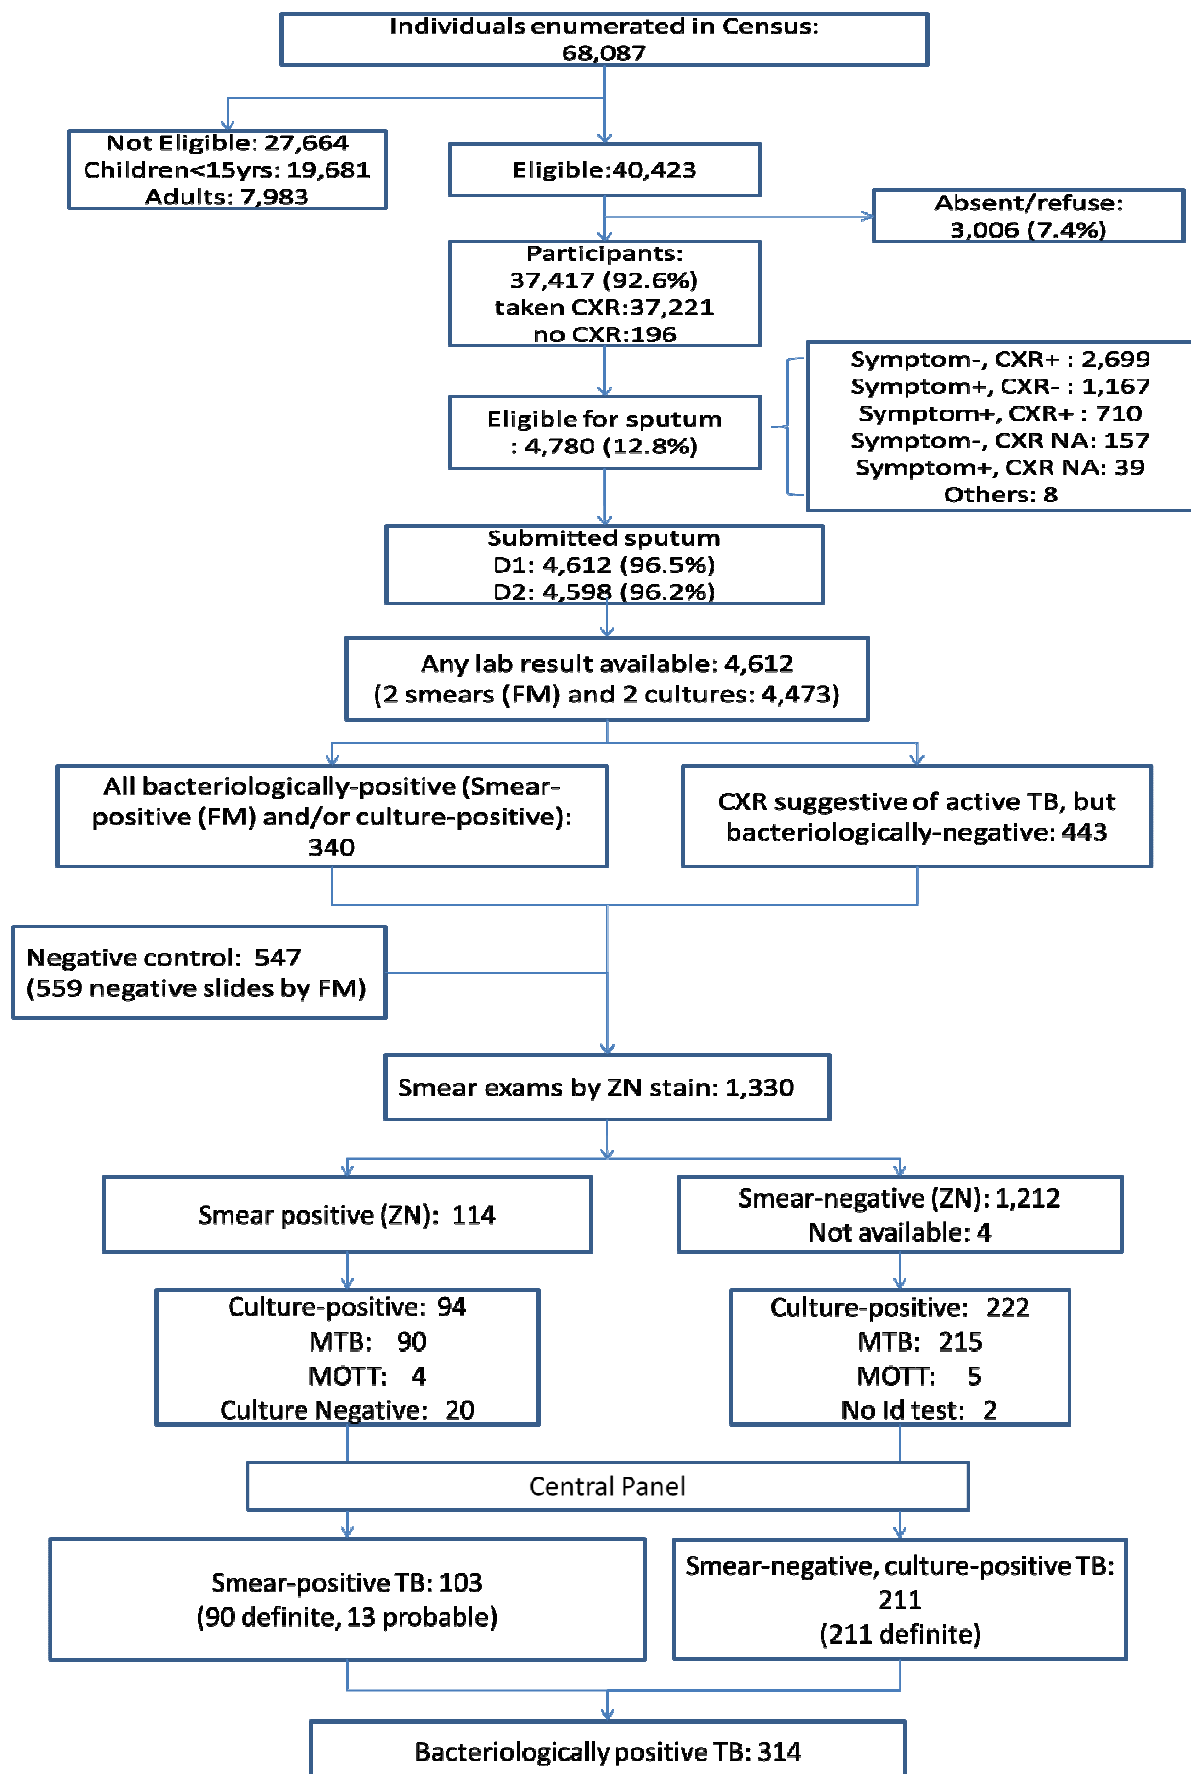 Individuals enumerated in Census:
68,087
Not Eligible: 27,664
Children<15yrs: 19,681
Adults: 7,983
Eligible:40,423
Absent/refuse:
3,006 (7.4%)
Participants:
37,417 (92.6%)
taken CXR:37,221
no CXR:196
Eligible for sputum
: 4,780 (12.8%)
Symptom-, CXR+ : 2,699
Symptom+, CXR- : 1,167
Symptom+, CXR+ : 710
Symptom-, CXR NA: 157
Symptom+, CXR NA: 39
Others: 8
Submitted sputum
D1: 4,612 (96.5%)
D2: 4,598 (96.2%)
Any lab result available: 4,612
(2 smears (FM) and 2 cultures: 4,473)
All bacteriologically-positive (Smear-
positive (FM) and/or culture-positive):
340
CXR suggestive of active TB, but
bacteriologically-negative: 443
Negative control: 547
(559 negative slides by FM)
Smear exams by ZN stain: 1,330
Smear positive (ZN): 114
Smear-negative (ZN): 1,212
Not available: 4
Culture-positive: 94
MTB: 90
MOTT: 4
Culture Negative: 20
Culture-positive: 222
MTB: 215
MOTT: 5
No Id test: 2
Central Panel
Smear-positive TB: 103
(90 definite, 13 probable)
Smear-negative, culture-positive TB:
211
(211 definite)
Bacteriologically positive TB: 314